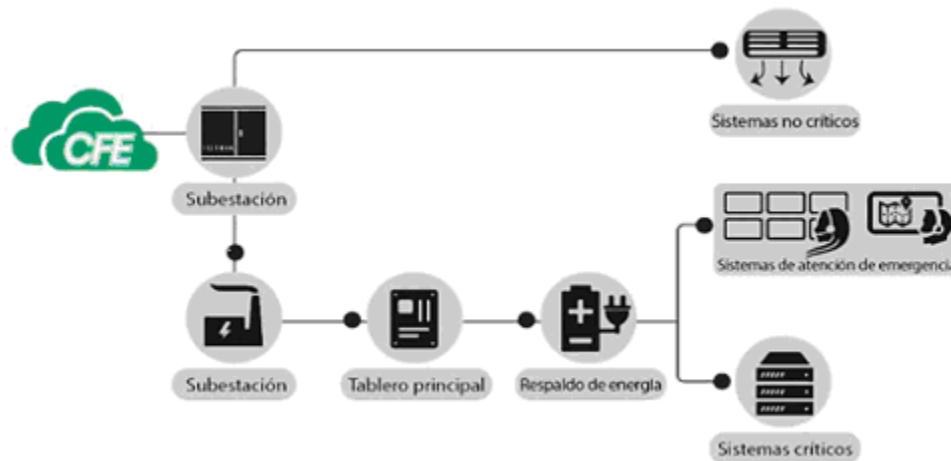 Sistemas no críticos
CFE
Subestación
Sistemas de atención de emergencia
Subestación
Tablero principal
Respaldo de energía
Sistemas críticos